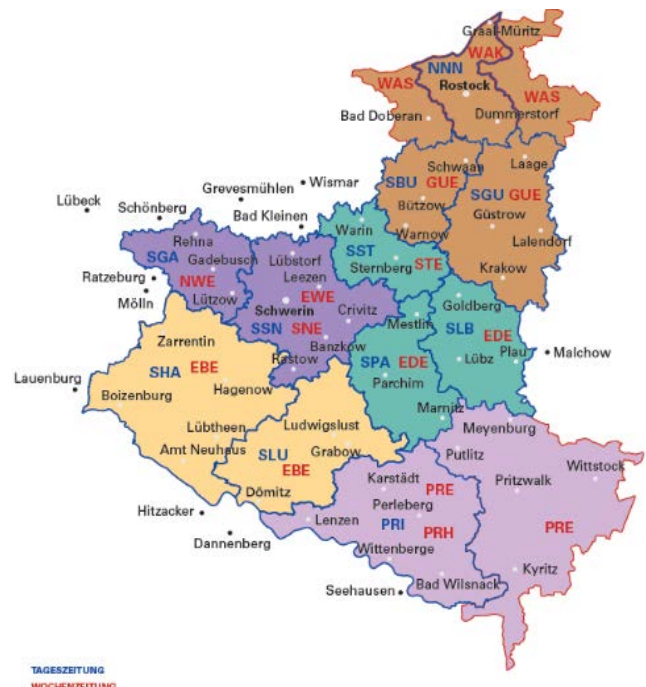 Graal-Müritz
WAK
NNN
WAS
Rostock
WAS
Bad Doberan
Dummerstorf
Schwaan
Laage
SBU GUE
SGU GUE
Wismar
Grevesmühlen
Lübeck
Schönberg
Bad Kleinen
Bützow
Güstrow
Warin
Warnow
Lalendorf
Rehna
SST
SGA
Lübstorf
Gadebusch
Sternberg
STE
Ratzeburg
Leezen
Krakow
NWE
Mölln
Lützow
EWE
Goldberg
Schwerin
Crivitz
Mestlin
SSN SNE
SLB
EDE
Zarrentin
Banzkow
Rastow
SPA EDE
Lübz
Plau
Malchow
SHA EBE
Lauenburg
Hagenow
Parchim
Boizenburg
Marnitz
Lübtheen
Ludwigslust
Meyenburg
Amt Neuhaus
SLU
Grabow
Putlitz
EBE
Wittstock
Dömitz
Karstädt
PRE
Pritzwalk
Hitzacker
Lenzen
Perleberg
PRI
PRH
PRE
Dannenberg
Wittenberge
Kyritz
Seehausen
Bad Wilsnack
TAGESZEITUNG
WOCHENZEITUNG